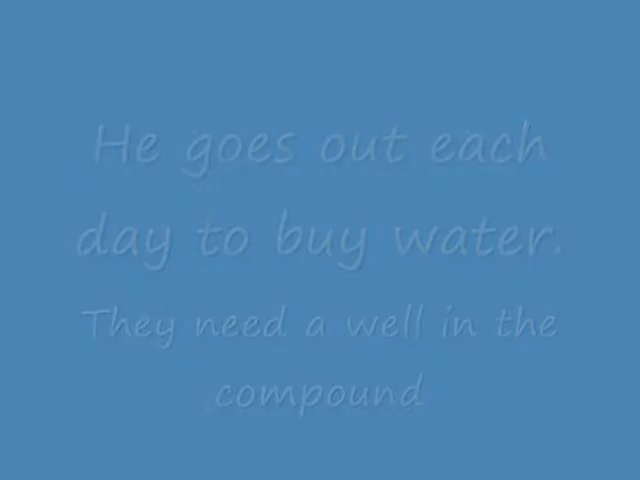 He goes out each
day to buy water.
They need a well in the
compound